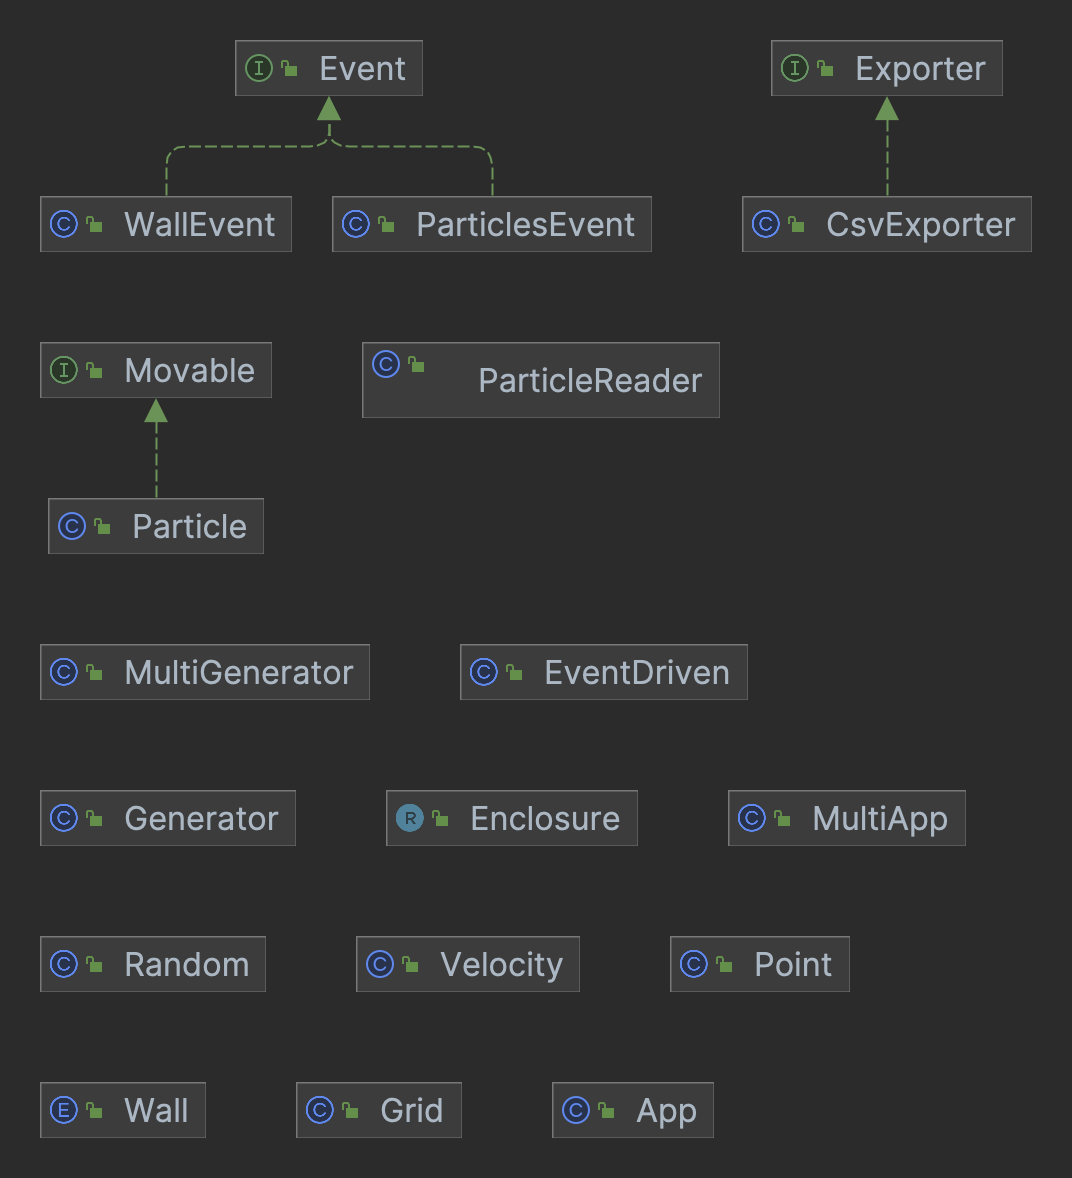 I Event
I Exporter
C WallEvent
C ParticlesEvent
C CsvExporter
I Movable
C ParticleReader
C Particle
C MultiGenerator
C EventDriven
C Generator
R Enclosure
C MultiApp
C Random
C Velocity
C Point
E Wall
C Grid
C App